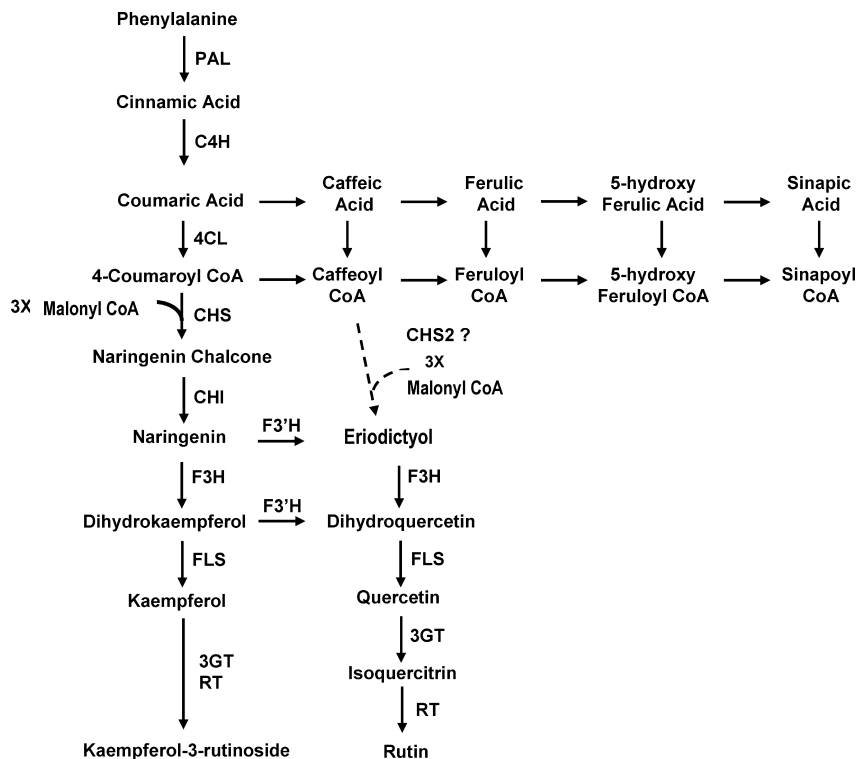 Phenylalanine
PAL
Cinnamic Acid
C4H
Coumaric Acid
Caffeic
Acid
Ferulic
Acid
5-hydroxy
Ferulic Acid
Sinapic
Acid
4CL
4-Coumaroyl CoA
Caffeoyl
CoA
Feruloyl
CoA
5-hydroxy
Feruloyl CoA
Sinapoyl
CoA
3X Malonyl CoA
CHS
CHS2 ?
3X
Malonyl CoA
Naringenin Chalcone
CHI
Naringenin
F3'H
Eriodictyol
F3H
F3H
Dihydrokaempferol
F3'H
Dihydroquercetin
FLS
FLS
Kaempferol
Quercetin
3GT
RT
3GT
Isoquercitrin
RT
Kaempferol-3-rutinoside
Rutin